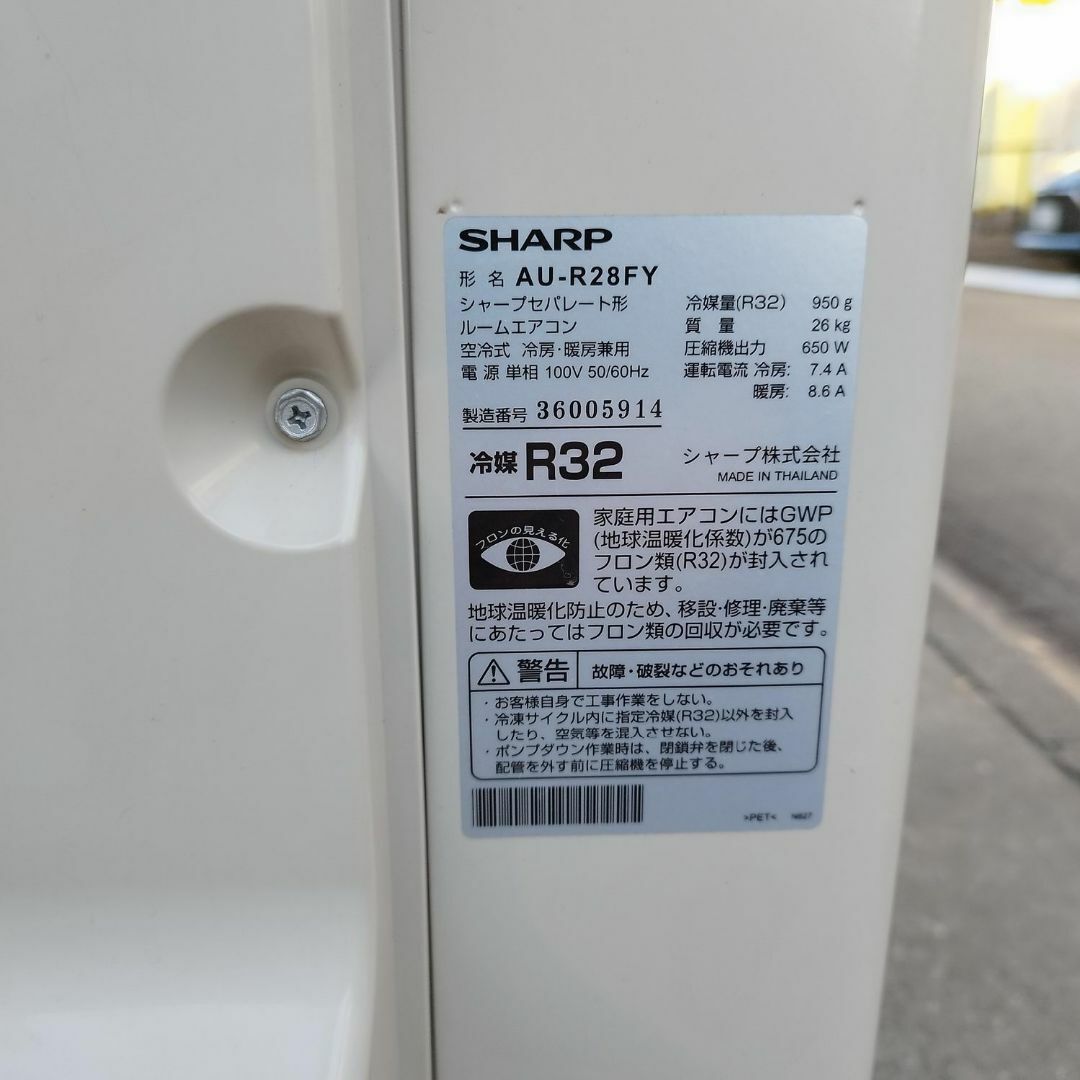 SHARP
形 名 AU-R28FY
シャープセパレート形
ルームエアコン
空冷式 冷房・暖房兼用
電 源 単相 100V 50/60Hz
冷媒量(R32) 950 g
質 量 26 kg
圧縮機出力 650 W
運転電流 冷房: 7.4 A
暖房: 8.6 A
製造番号 36005914
冷媒 R32
シャープ株式会社
MADE IN THAILAND
フロンの見える化
家庭用エアコンにはGWP
(地球温暖化係数)が675の
フロン類(R32)が封入され
ています。
地球温暖化防止のため、移設・修理・廃棄等
にあたってはフロン類の回収が必要です。
警告 故障・破裂などのおそれあり
・お客様自身で工事作業をしない。
・冷凍サイクル内に指定冷媒(R32)以外を封入
したり、空気等を混入させない。
・ポンプダウン作業時は、閉鎖弁を閉じた後、
配管を外す前に圧縮機を停止する。
>PET< N627